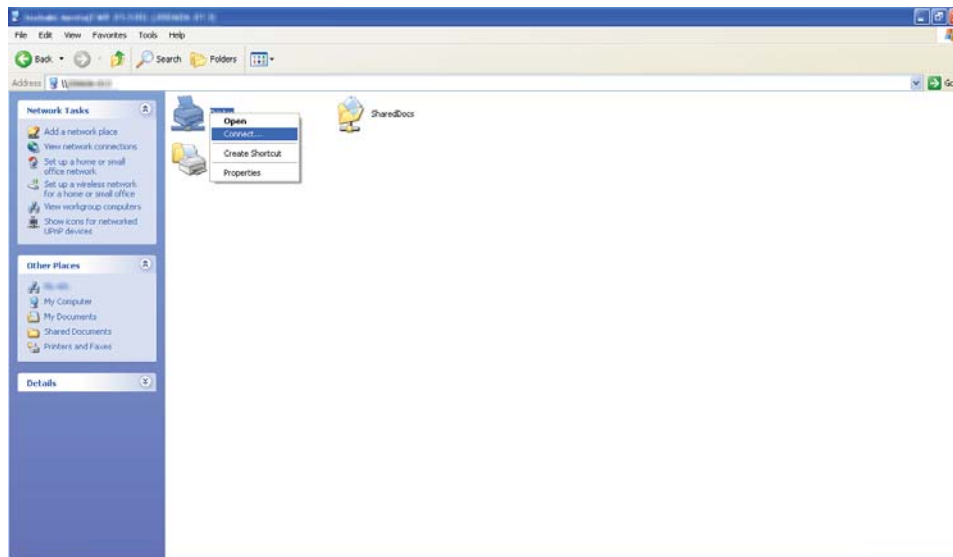 File Edit View Favorites Tools Help
Back Search Folders
Address \\
Go
Network Tasks
Add a network place
View network connections
Set up a home or small
office network
Set up a wireless network
for a home or small office
View workgroup computers
Show icons for networked
UPnP devices
Other Places
My Computer
My Documents
Shared Documents
Printers and Faxes
Details
Open
Connect...
Create Shortcut
Properties
SharedDocs